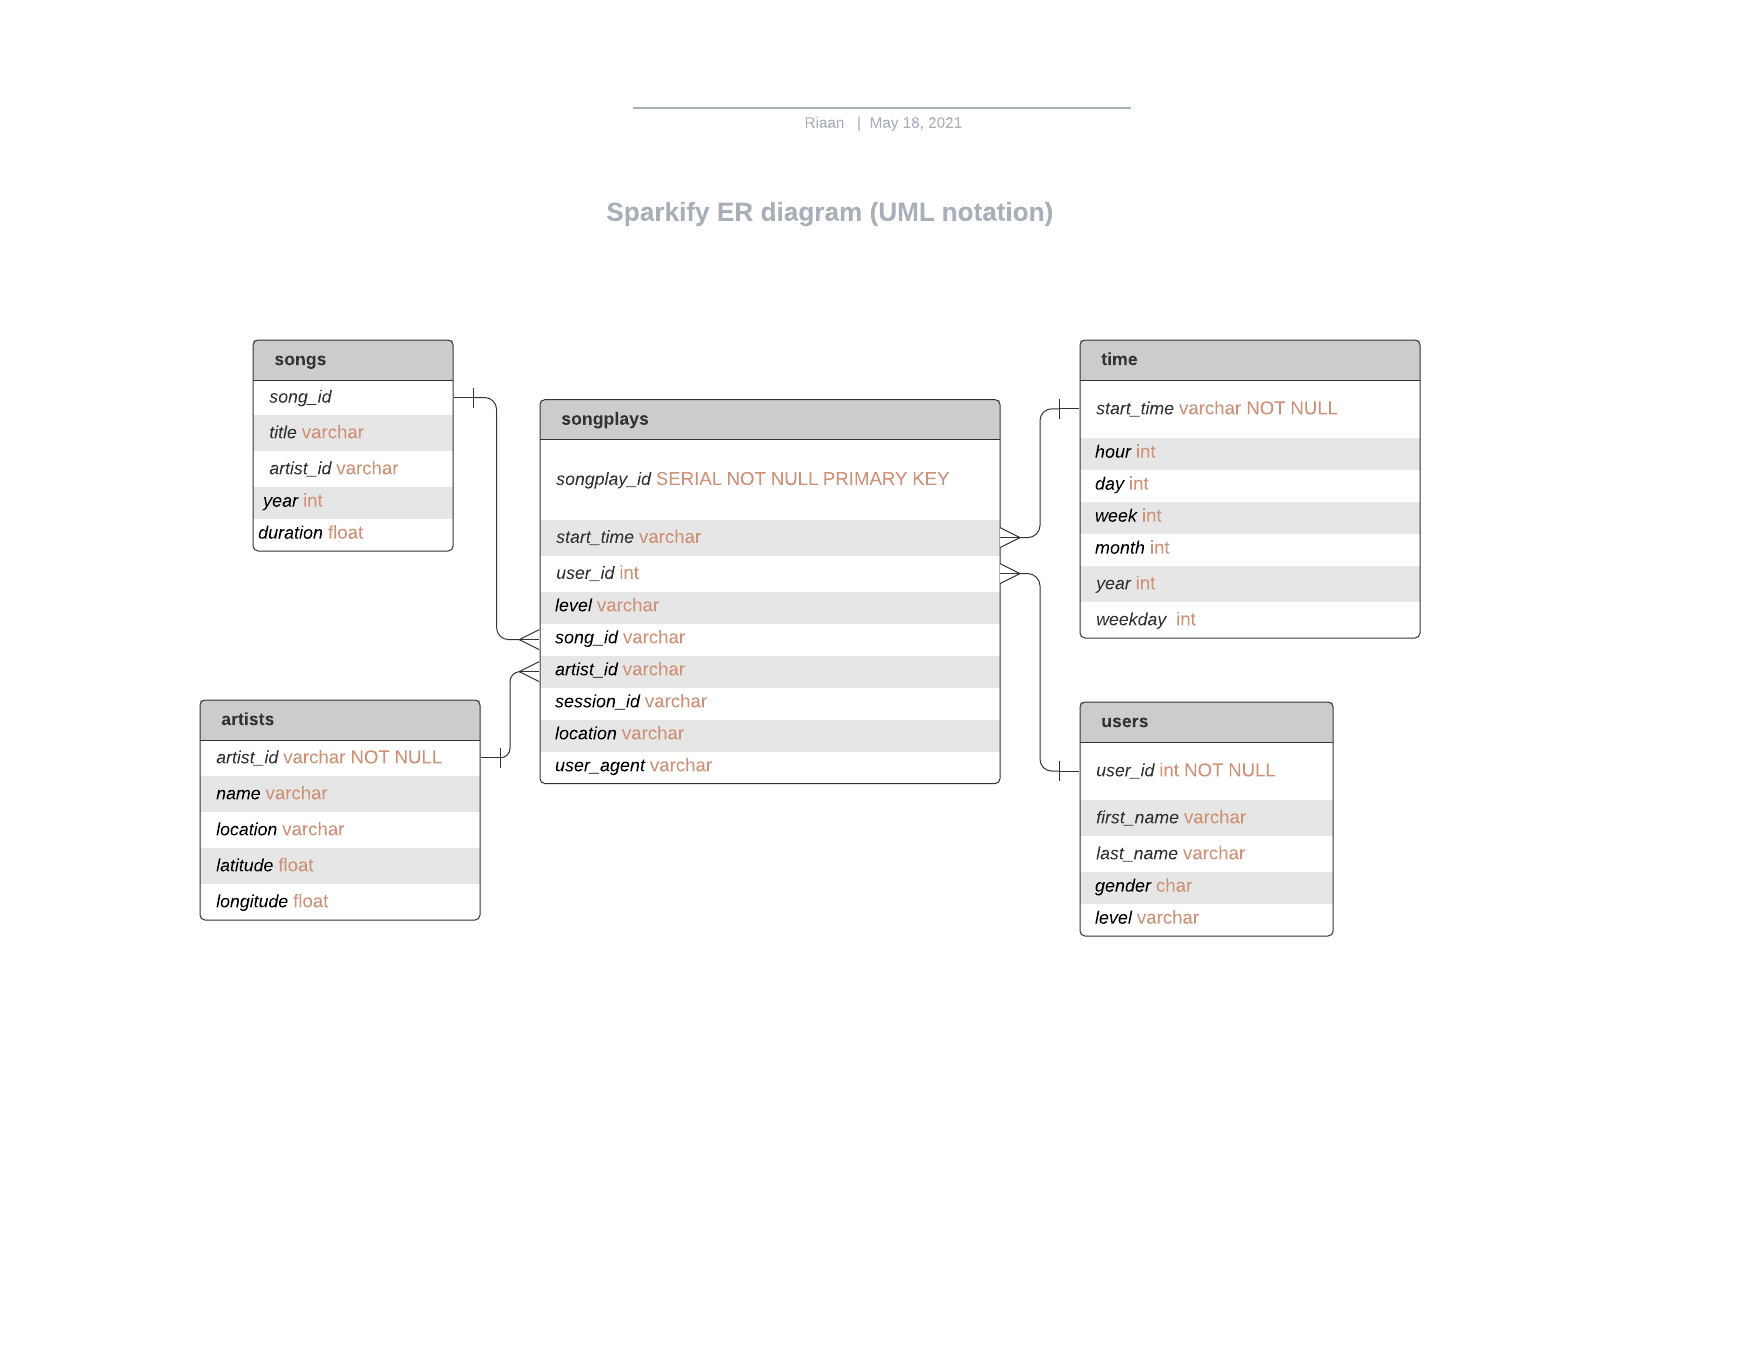 Riaan | May 18, 2021
Sparkify ER diagram (UML notation)
songs
song_id
title varchar
artist_id varchar
year int
duration float
artists
artist_id varchar NOT NULL
name varchar
location varchar
latitude float
longitude float
songplays
songplay_id SERIAL NOT NULL PRIMARY KEY
start_time varchar
user_id int
level varchar
song_id varchar
artist_id varchar
session_id varchar
location varchar
user_agent varchar
time
start_time varchar NOT NULL
hour int
day int
week int
month int
year int
weekday int
users
user_id int NOT NULL
first_name varchar
last_name varchar
gender char
level varchar